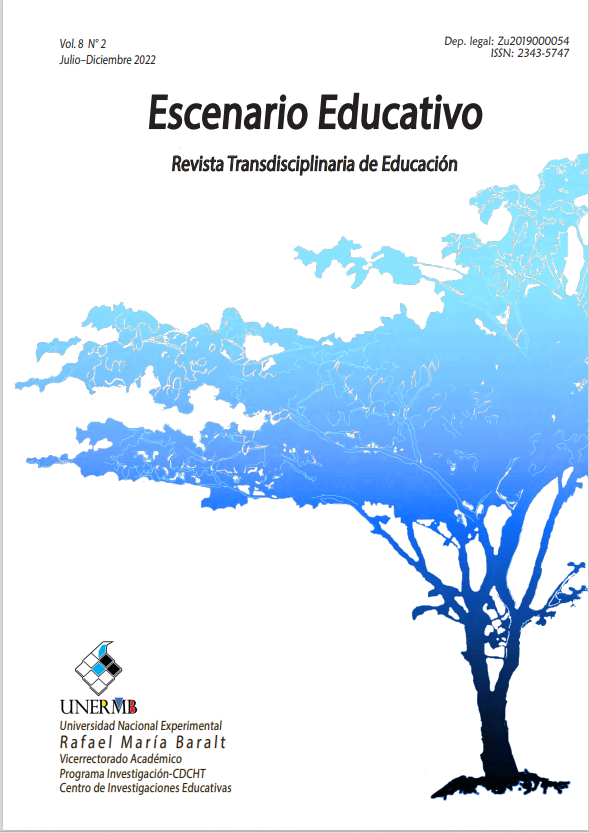 Vol. 8 N° 2
Julio–Diciembre 2022
Dep. legal: Zu2019000054
ISSN: 2343-5747
Escenario Educativo
Revista Transdisciplinaria de Educación
UNERMB
Universidad Nacional Experimental
Rafael María Baralt
Vicerrectorado Académico
Programa Investigación-CDCHT
Centro de Investigaciones Educativas